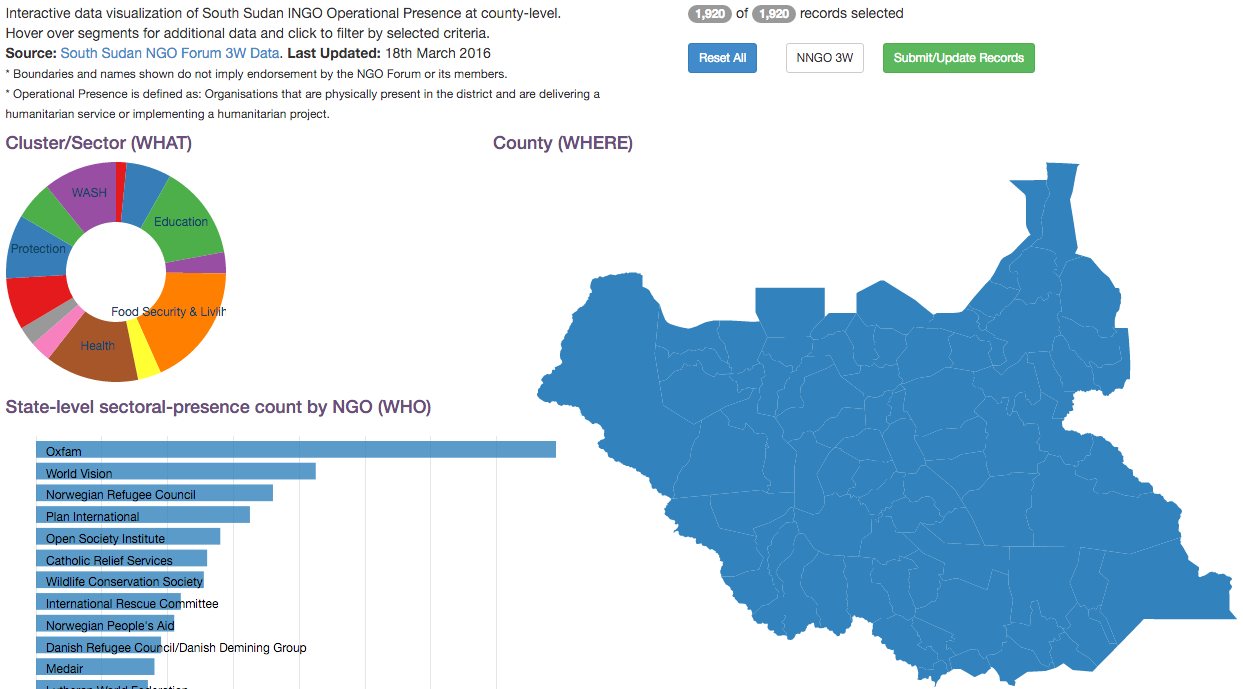 Interactive data visualization of South Sudan INGO Operational Presence at county-level.
Hover over segments for additional data and click to filter by selected criteria.
Source: South Sudan NGO Forum 3W Data. Last Updated: 18th March 2016
* Boundaries and names shown do not imply endorsement by the NGO Forum or its members.
* Operational Presence is defined as: Organisations that are physically present in the district and are delivering a
humanitarian service or implementing a humanitarian project.
1,920 of 1,920 records selected
Reset All
NNGO 3W
Submit/Update Records
Cluster/Sector (WHAT)
County (WHERE)
WASH
Education
Protection
Food Security & Livlih
Health
State-level sectoral-presence count by NGO (WHO)
Oxfam
World Vision
Norwegian Refugee Council
Plan International
Open Society Institute
Catholic Relief Services
Wildlife Conservation Society
International Rescue Committee
Norwegian People's Aid
Danish Refugee Council/Danish Demining Group
Medair
Lutheran World Federation